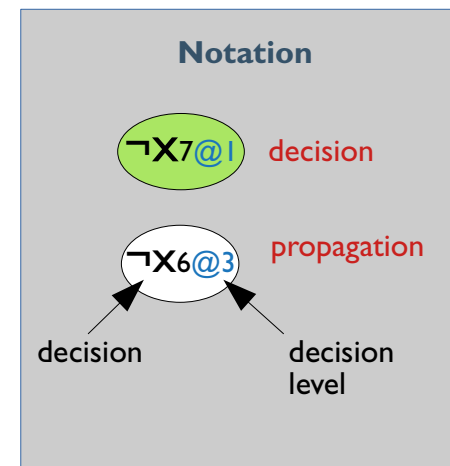 Notation
¬X7@1 decision
¬X6@3 propagation
decision decision
level